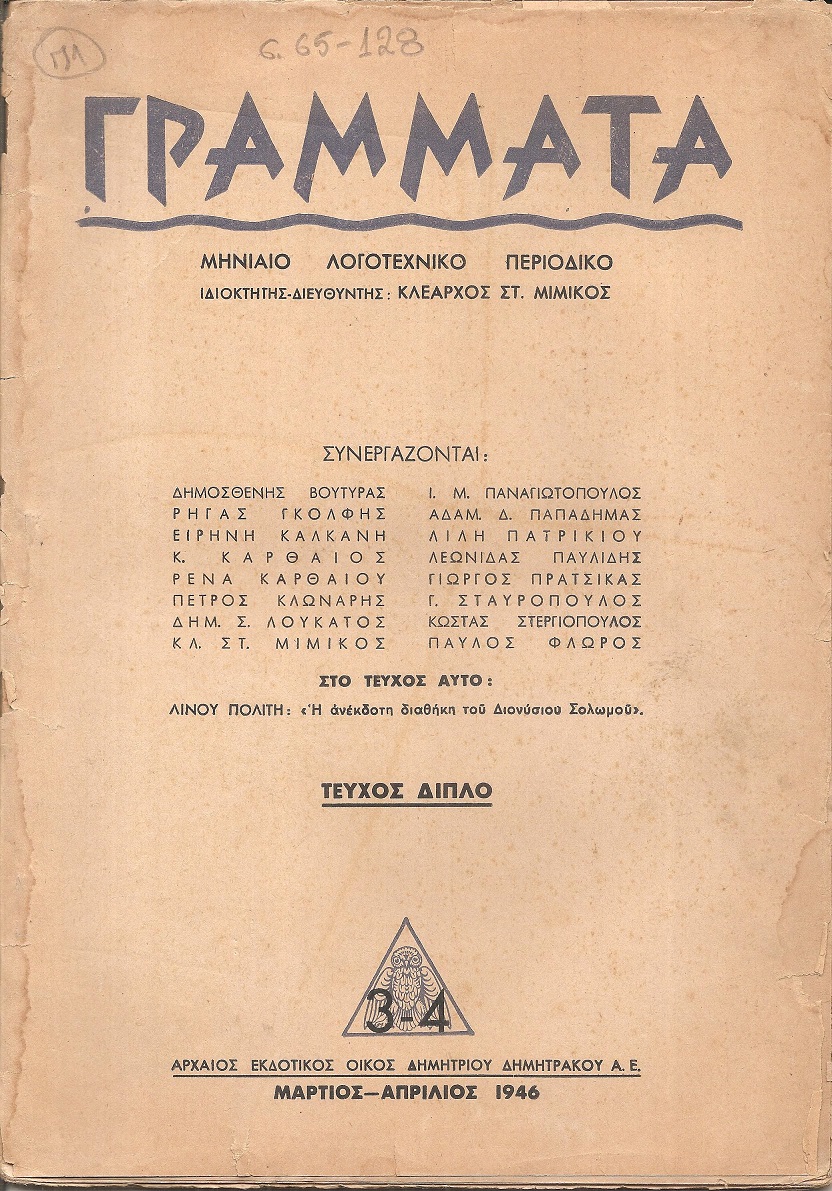 σ. 65-128
ΓΡΑΜΜΑΤΑ
ΜΗΝΙΑΙΟ ΛΟΓΟΤΕΧΝΙΚΟ ΠΕΡΙΟΔΙΚΟ
ΙΔΙΟΚΤΗΤΗΣ-ΔΙΕΥΘΥΝΤΗΣ: ΚΛΕΑΡΧΟΣ ΣΤ. ΜΙΜΙΚΟΣ
ΣΥΝΕΡΓΑΖΟΝΤΑΙ:
ΔΗΜΟΣΘΕΝΗΣ ΒΟΥΤΥΡΑΣ
ΡΗΓΑΣ ΓΚΟΛΦΗΣ
ΕΙΡΗΝΗ ΚΑΛΚΑΝΗ
Κ. ΚΑΡΘΑΙΟΣ
ΡΕΝΑ ΚΑΡΘΑΙΟΥ
ΠΕΤΡΟΣ ΚΛΩΝΑΡΗΣ
ΔΗΜ. Σ. ΛΟΥΚΑΤΟΣ
ΚΛ. ΣΤ. ΜΙΜΙΚΟΣ
Ι. Μ. ΠΑΝΑΓΙΩΤΟΠΟΥΛΟΣ
ΑΔΑΜ. Δ. ΠΑΠΑΔΗΜΑΣ
ΛΙΛΗ ΠΑΤΡΙΚΙΟΥ
ΛΕΩΝΙΔΑΣ ΠΑΥΛΙΔΗΣ
ΓΙΩΡΓΟΣ ΠΡΑΤΣΙΚΑΣ
Γ. ΣΤΑΥΡΟΠΟΥΛΟΣ
ΚΩΣΤΑΣ ΣΤΕΡΓΙΟΠΟΥΛΟΣ
ΠΑΥΛΟΣ ΦΛΩΡΟΣ
ΣΤΟ ΤΕΥΧΟΣ ΑΥΤΟ:
ΛΙΝΟΥ ΠΟΛΙΤΗ: «Ἡ ἀνέκδοτη διαθήκη τοῦ Διονύσιου Σολωμοῦ».
ΤΕΥΧΟΣ ΔΙΠΛΟ
3-4
ΑΡΧΑΙΟΣ ΕΚΔΟΤΙΚΟΣ ΟΙΚΟΣ ΔΗΜΗΤΡΙΟΥ ΔΗΜΗΤΡΑΚΟΥ Α.Ε.
ΜΑΡΤΙΟΣ—ΑΠΡΙΛΙΟΣ 1946